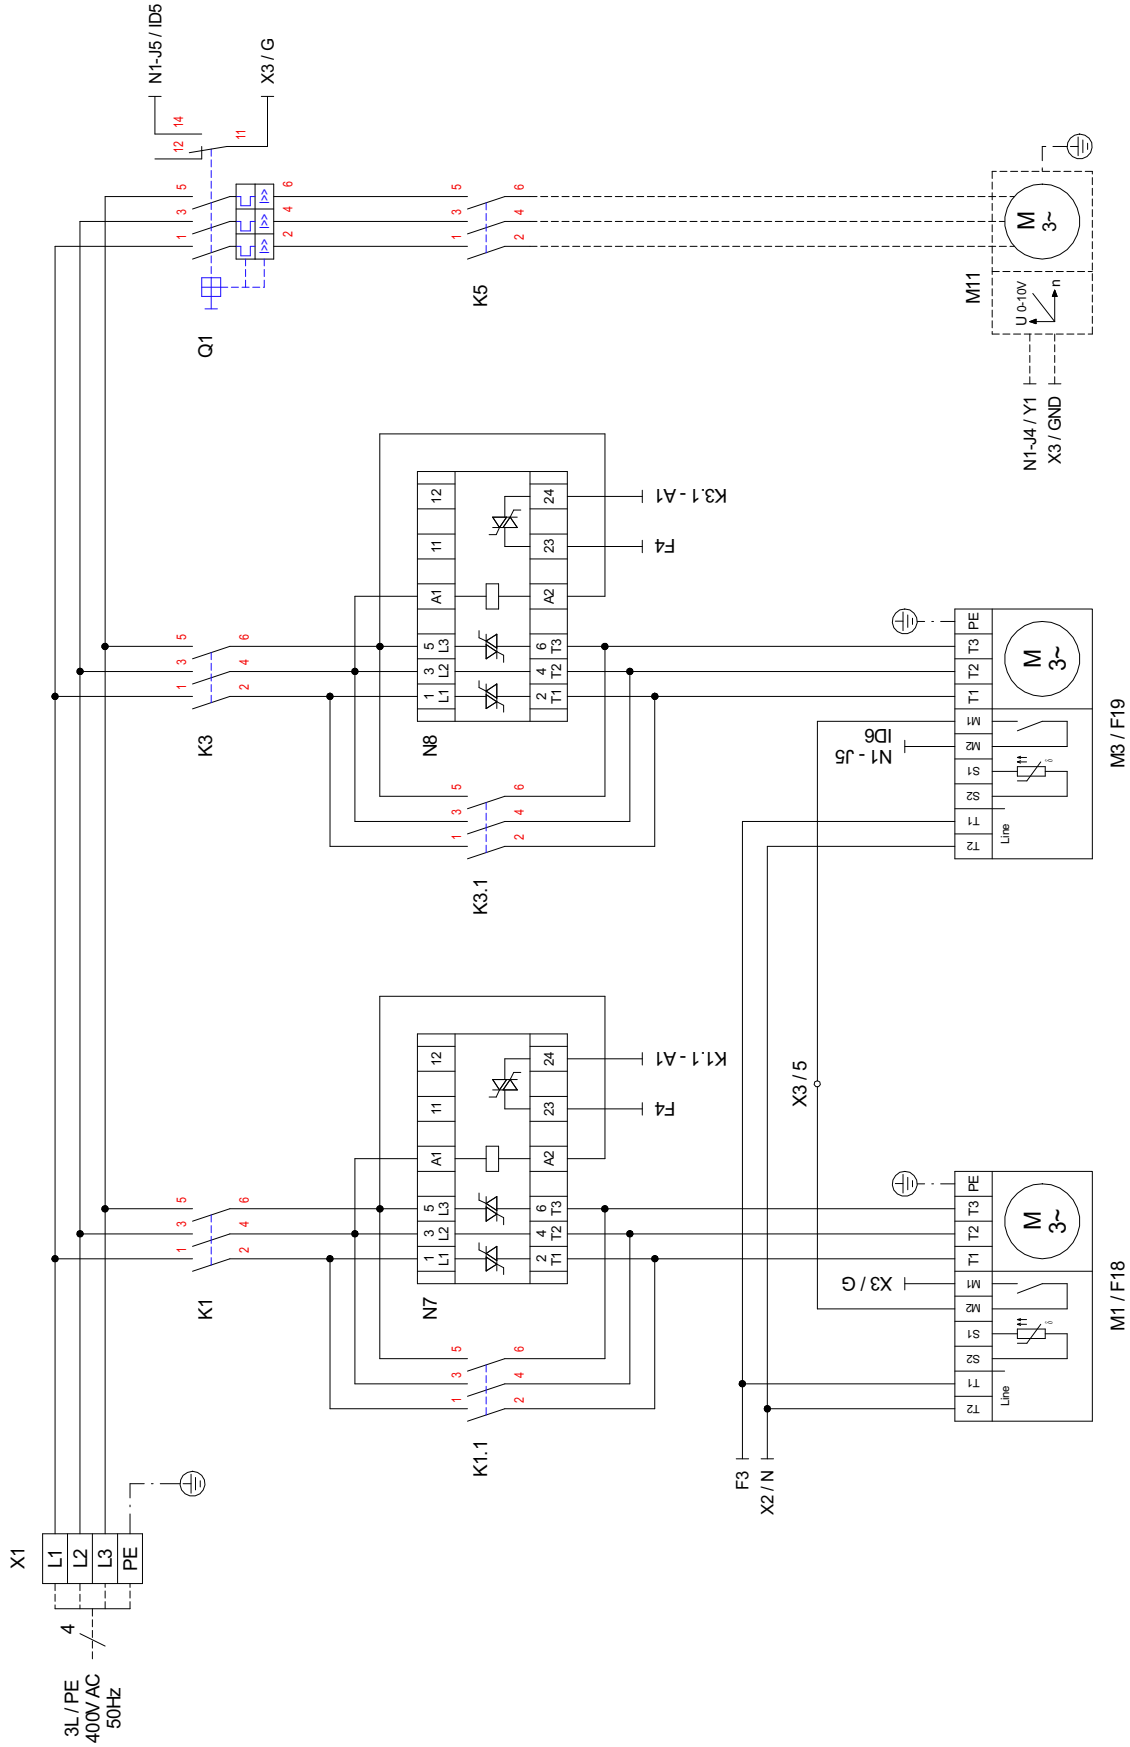 X1
L1
L2
L3
PE
4
3L / PE
400V AC
50Hz
K1
1
3
5
2
4
6
N7
1
L1
3
L2
5
L3
A1
11
12
2
T1
4
T2
6
T3
A2
23
24
F4
K1.1 - A1
K1.1
1
3
5
2
4
6
F3
X2 / N
X3 / G
X3 / 5
T2
T1
S2
S1
M2
M1
T1
T2
T3
PE
Line
M
3~
M1 / F18
K3
1
3
5
2
4
6
N8
1
L1
3
L2
5
L3
A1
11
12
2
T1
4
T2
6
T3
A2
23
24
F4
K3.1 - A1
K3.1
1
3
5
2
4
6
N1 - J5
ID6
T2
T1
S2
S1
M2
M1
T1
T2
T3
PE
Line
M
3~
M3 / F19
Q1
1
3
5
12
14
11
2
4
6
N1-J5 / ID5
X3 / G
K5
1
3
5
2
4
6
M11
U 0-10V
n
M
3~
N1-J4 / Y1
X3 / GND